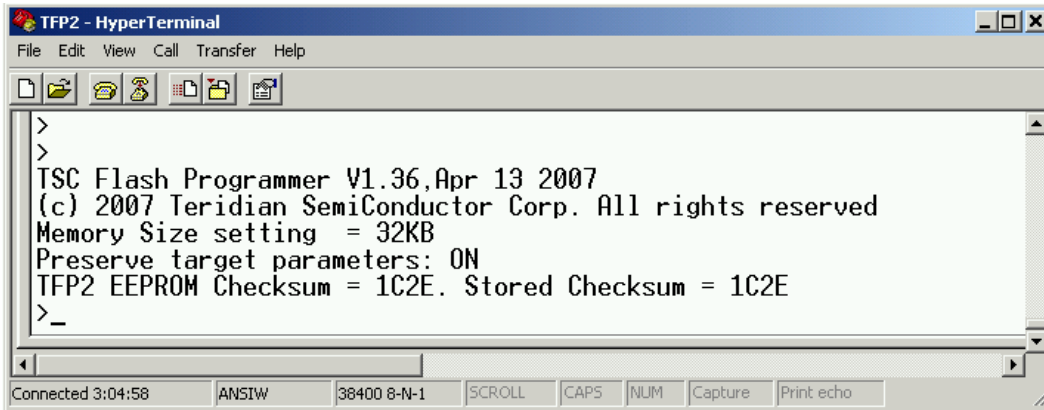 TFP2 - HyperTerminal
File Edit View Call Transfer Help
>
>
TSC Flash Programmer V1.36,Apr 13 2007
(c) 2007 Teridian SemiConductor Corp. All rights reserved
Memory Size setting  = 32KB
Preserve target parameters: ON
TFP2 EEPROM Checksum = 1C2E. Stored Checksum = 1C2E
>_
Connected 3:04:58 ANSIW 38400 8-N-1 SCROLL CAPS NUM Capture Print echo